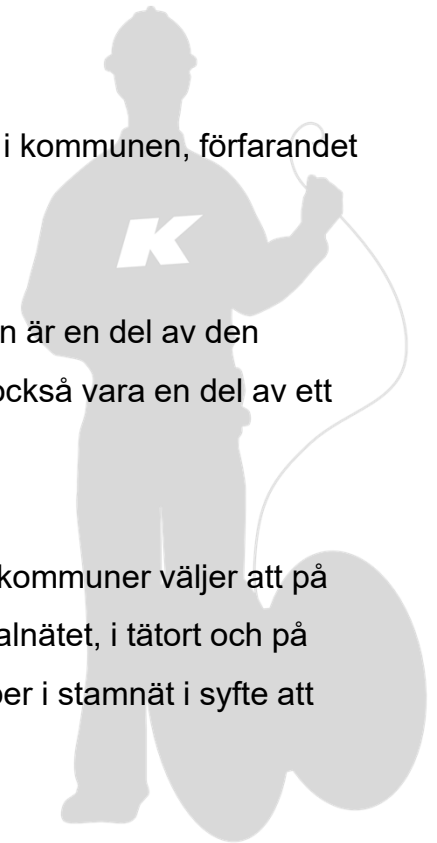 i kommunen, förfarandet
K
n är en del av den
också vara en del av ett
kommuner väljer att på
alnätet, i tätort och på
per i stamnät i syfte att